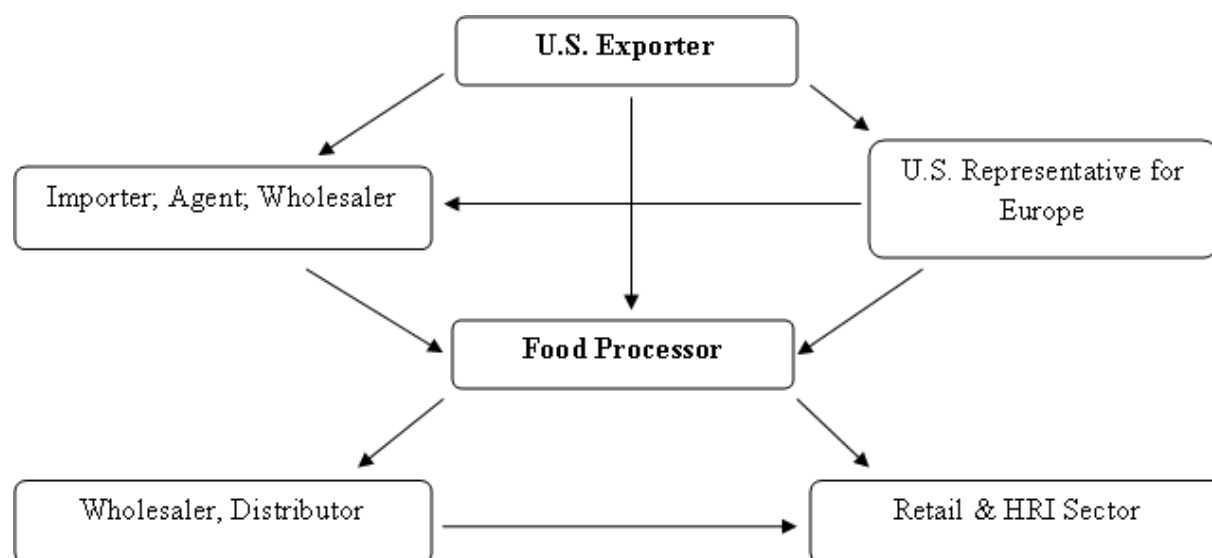 U.S. Exporter
Importer; Agent; Wholesaler
U.S. Representative for
Europe
Food Processor
Wholesaler, Distributor
Retail & HRI Sector